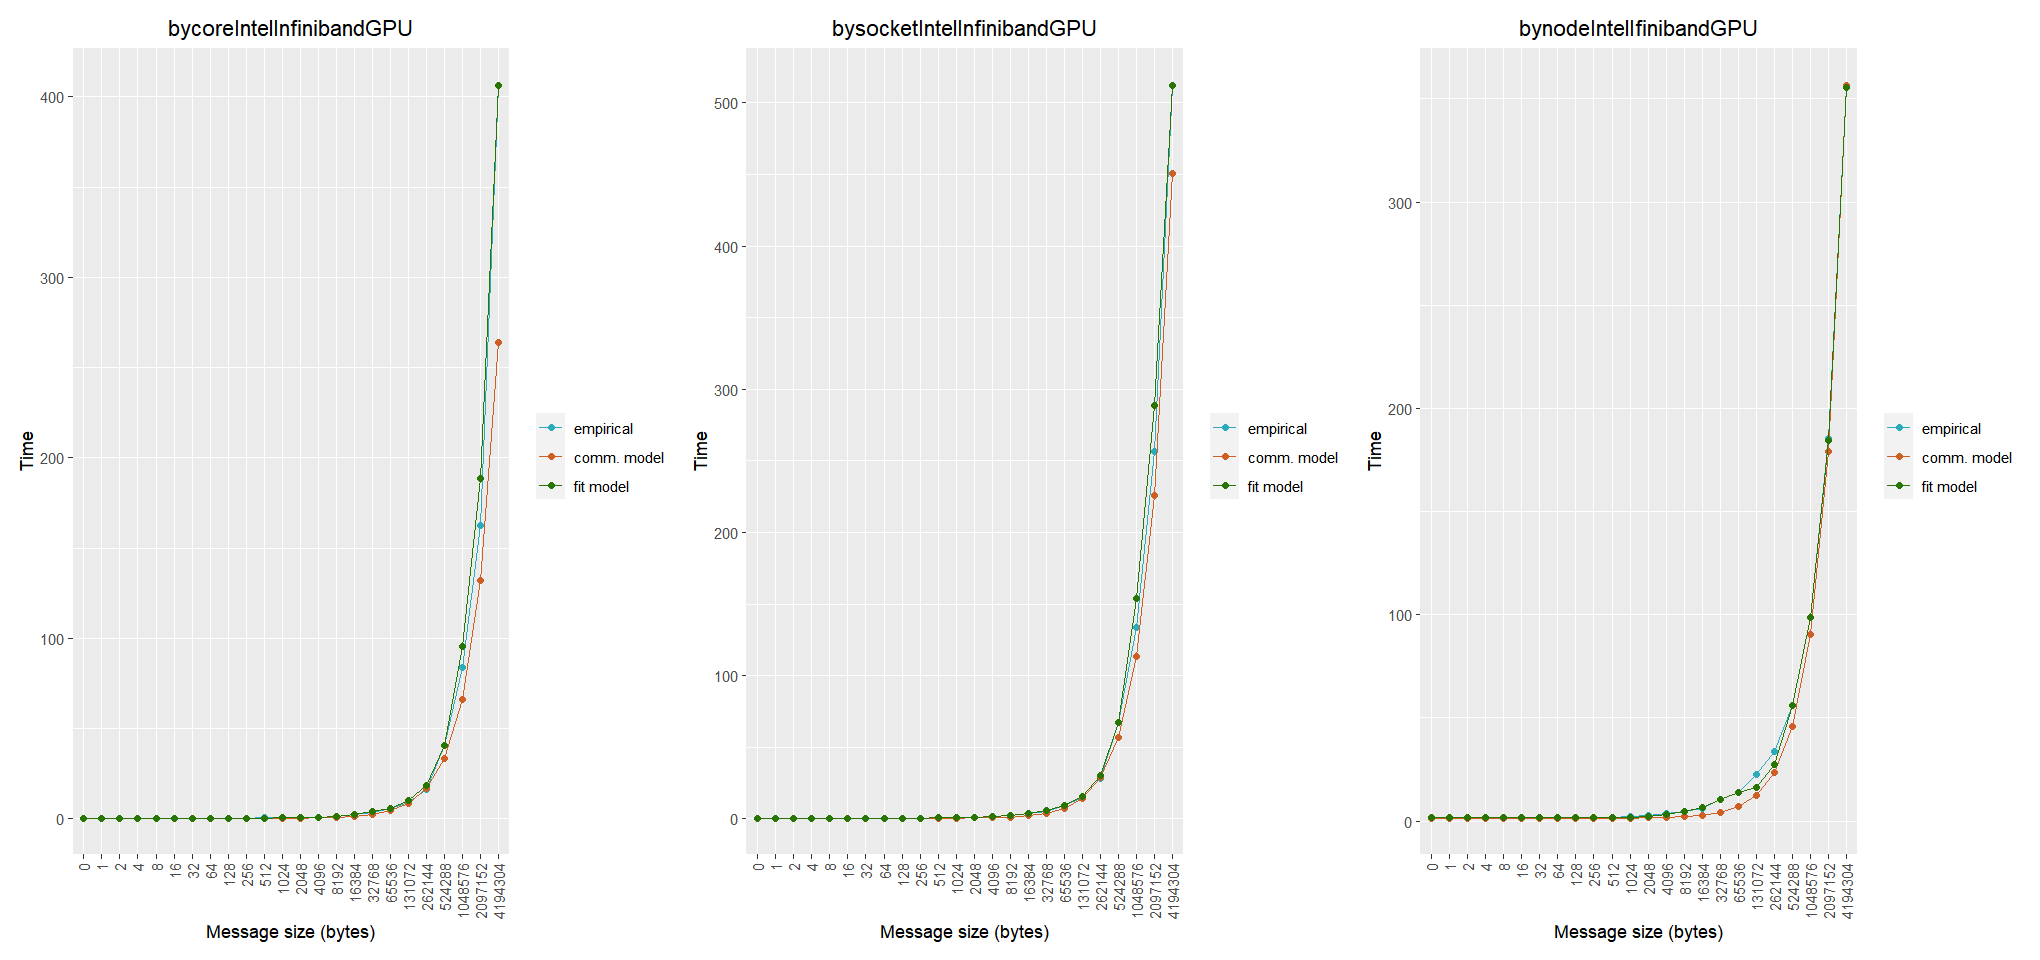 bycoreIntelInfinibandGPU
400
300
200
100
0
Time
0 1 2 4 8 16 32 64 128 256 512 1024 2048 4096 8192 16384 32768 65536 131072 262144 524288 1048576 2097152 4194304
Message size (bytes)
empirical
comm. model
fit model
bysocketIntelInfinibandGPU
500
400
300
200
100
0
Time
0 1 2 4 8 16 32 64 128 256 512 1024 2048 4096 8192 16384 32768 65536 131072 262144 524288 1048576 2097152 4194304
Message size (bytes)
empirical
comm. model
fit model
bynodeIntelIfinibandGPU
300
200
100
0
Time
0 1 2 4 8 16 32 64 128 256 512 1024 2048 4096 8192 16384 32768 65536 131072 262144 524288 1048576 2097152 4194304
Message size (bytes)
empirical
comm. model
fit model